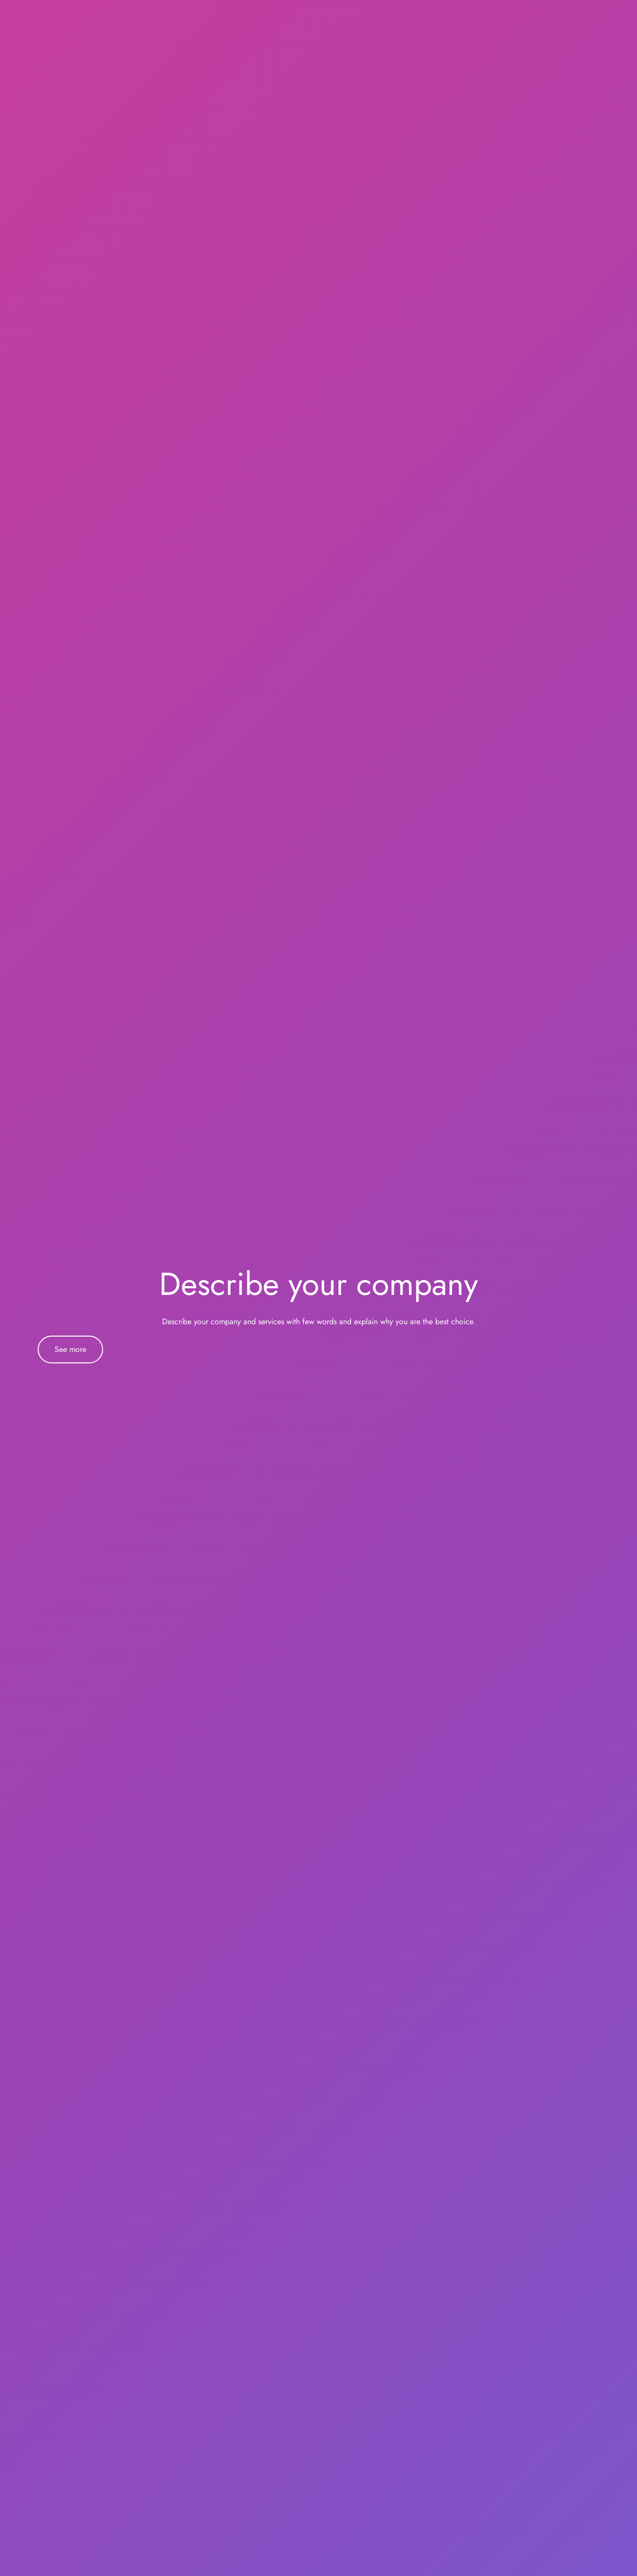 Describe your company
Describe your company and services with few words and explain why you are the best choice.
See more